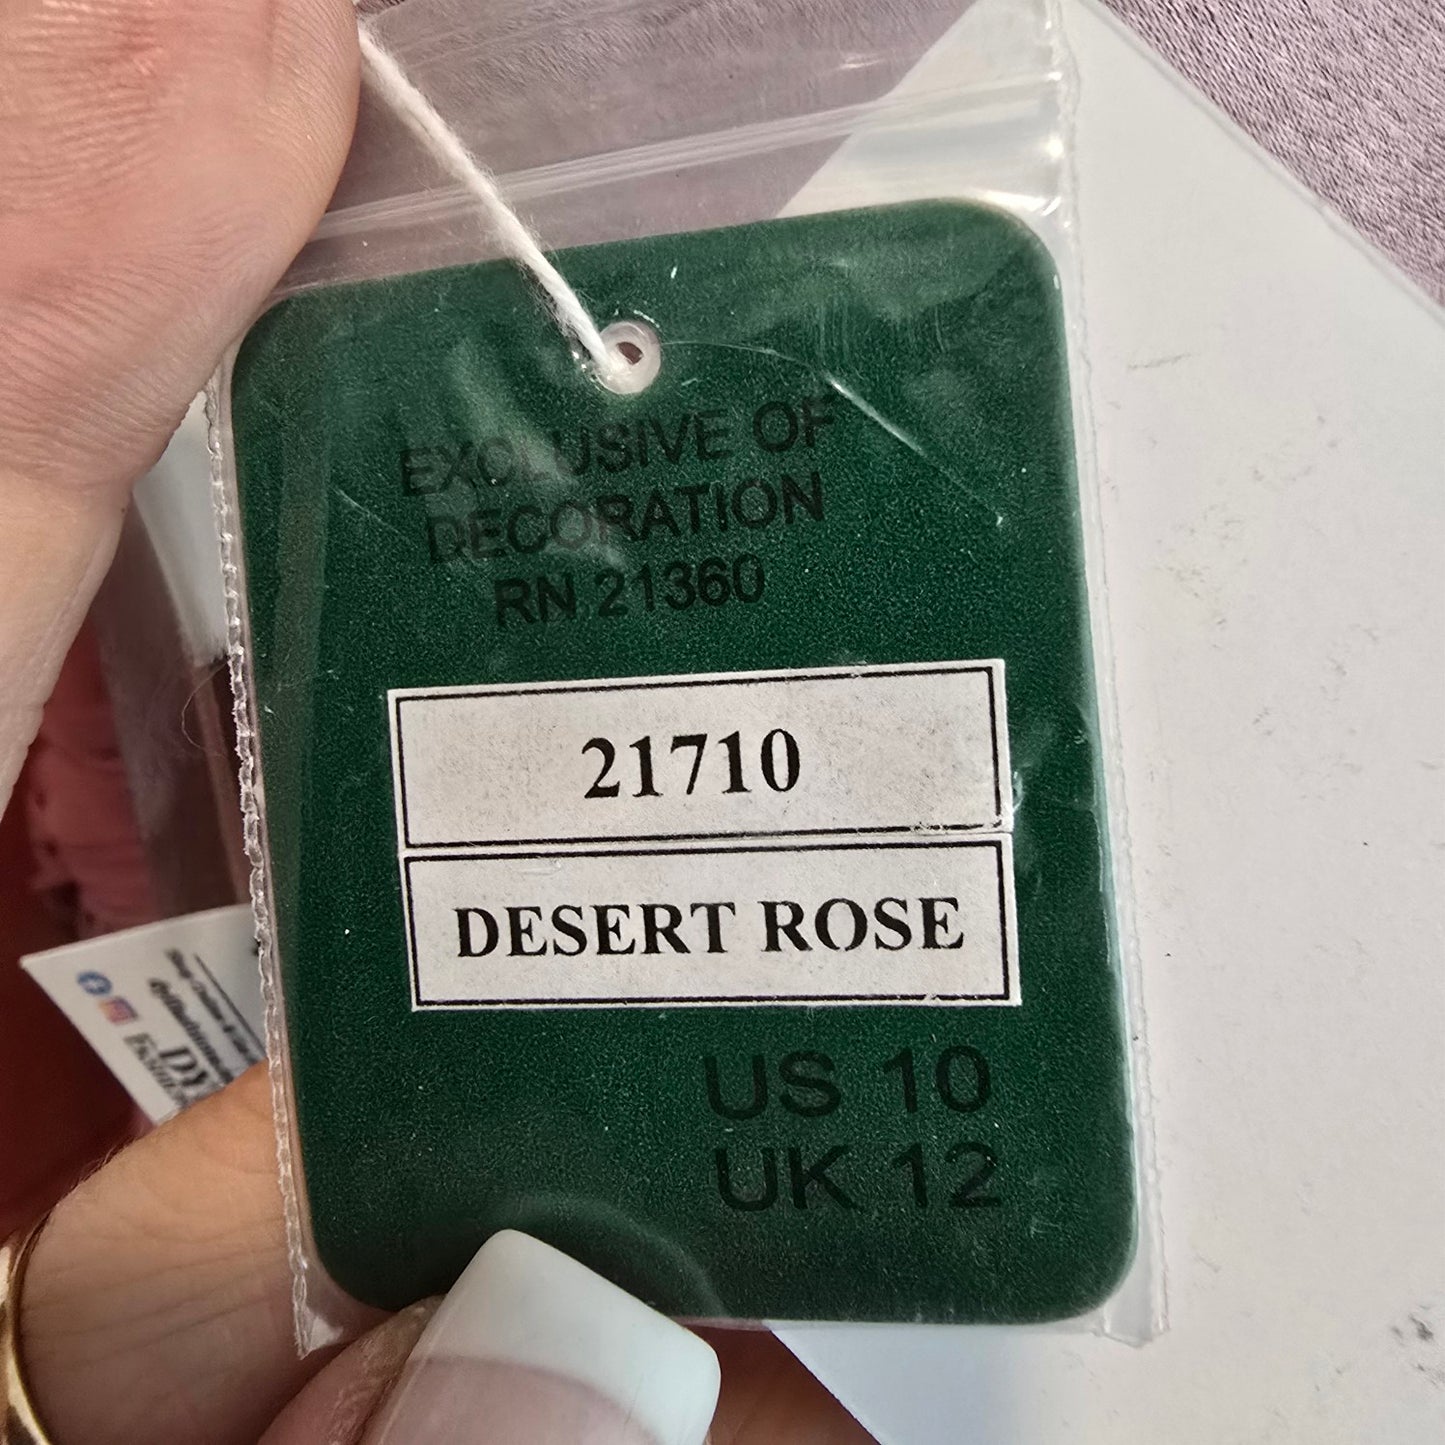 EXCLUSIVE OF
DECORATION
RN 21360
21710
DESERT ROSE
US 10
UK 12